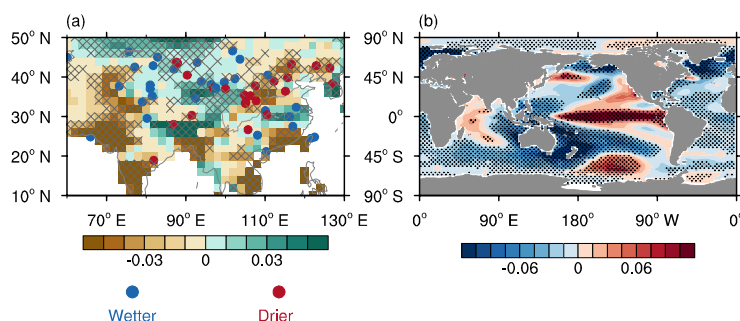 (a)
50° N
40° N
30° N
20° N
10° N
70° E
90° E
110°
130° E
-0.03
0
0.03
Wetter
Drier
(b)
90° N
45° N
0°
45° S
90° S
0°
90° E
180°
90° W
0°
-0.06
0
0.06